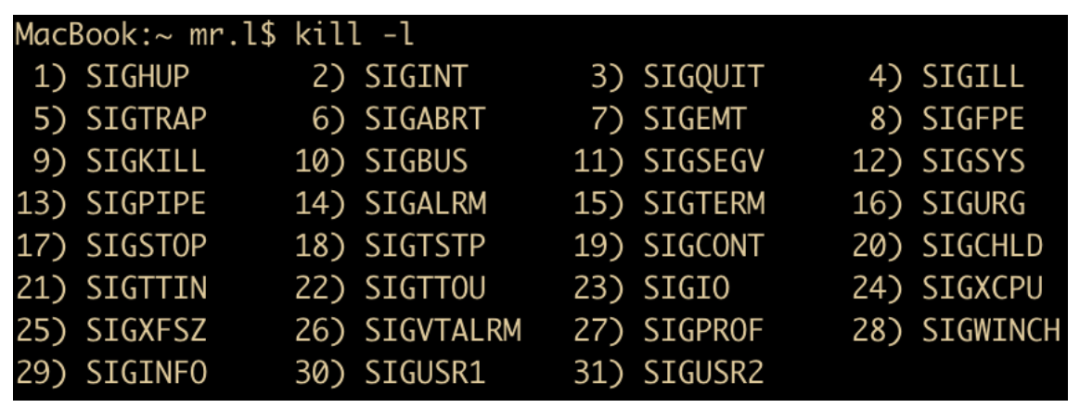 MacBook:~ mr.l$ kill -l
 1) SIGHUP       2) SIGINT       3) SIGQUIT      4) SIGILL
 5) SIGTRAP      6) SIGABRT      7) SIGEMT       8) SIGFPE
 9) SIGKILL     10) SIGBUS      11) SIGSEGV     12) SIGSYS
13) SIGPIPE     14) SIGALRM     15) SIGTERM     16) SIGURG
17) SIGSTOP     18) SIGTSTP     19) SIGCONT     20) SIGCHLD
21) SIGTTIN     22) SIGTTOU     23) SIGIO       24) SIGXCPU
25) SIGXFSZ     26) SIGVTALRM   27) SIGPROF     28) SIGWINCH
29) SIGINFO     30) SIGUSR1     31) SIGUSR2